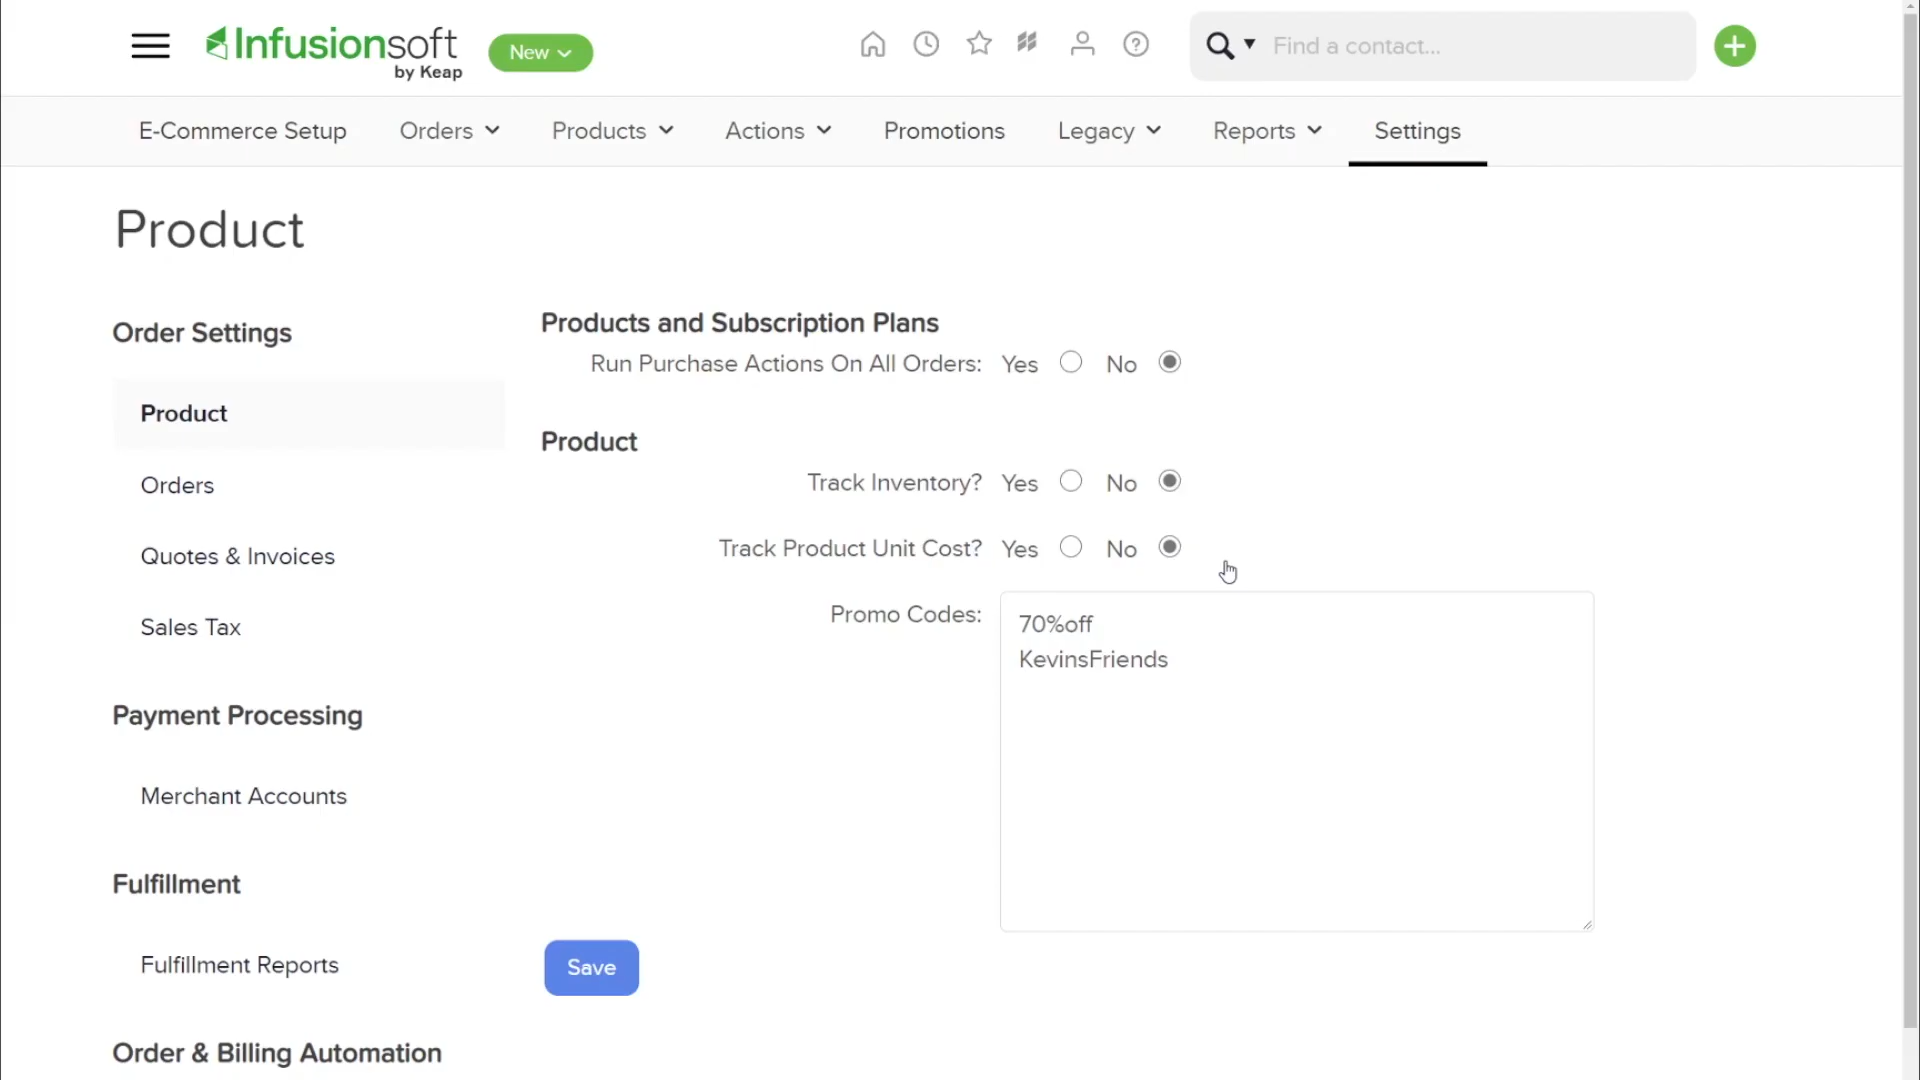 Infusionsoft
by Keap
New
Find a contact...
E-Commerce Setup
Orders
Products
Actions
Promotions
Legacy
Reports
Settings
Product
Order Settings
Product
Orders
Quotes & Invoices
Sales Tax
Payment Processing
Merchant Accounts
Fulfillment
Fulfillment Reports
Order & Billing Automation
Products and Subscription Plans
Run Purchase Actions On All Orders: Yes No
Product
Track Inventory? Yes No
Track Product Unit Cost? Yes No
Promo Codes:
70%off
KevinsFriends
Save